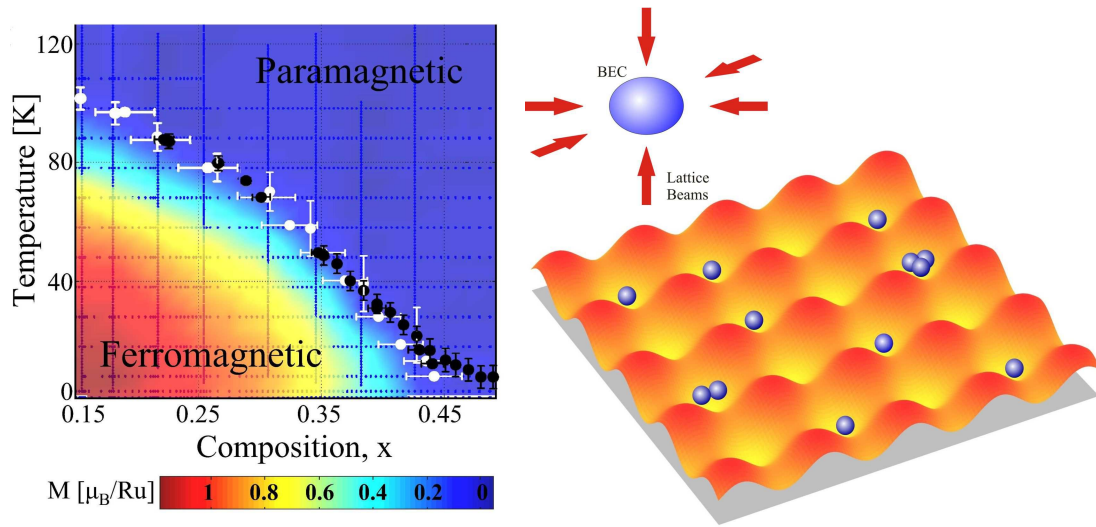 120
Paramagnetic
80
Temperature [K]
40
Ferromagnetic
0
0.15 0.25 0.35 0.45
Composition, x
M [μB/Ru] 1 0.8 0.6 0.4 0.2 0
BEC
Lattice
Beams